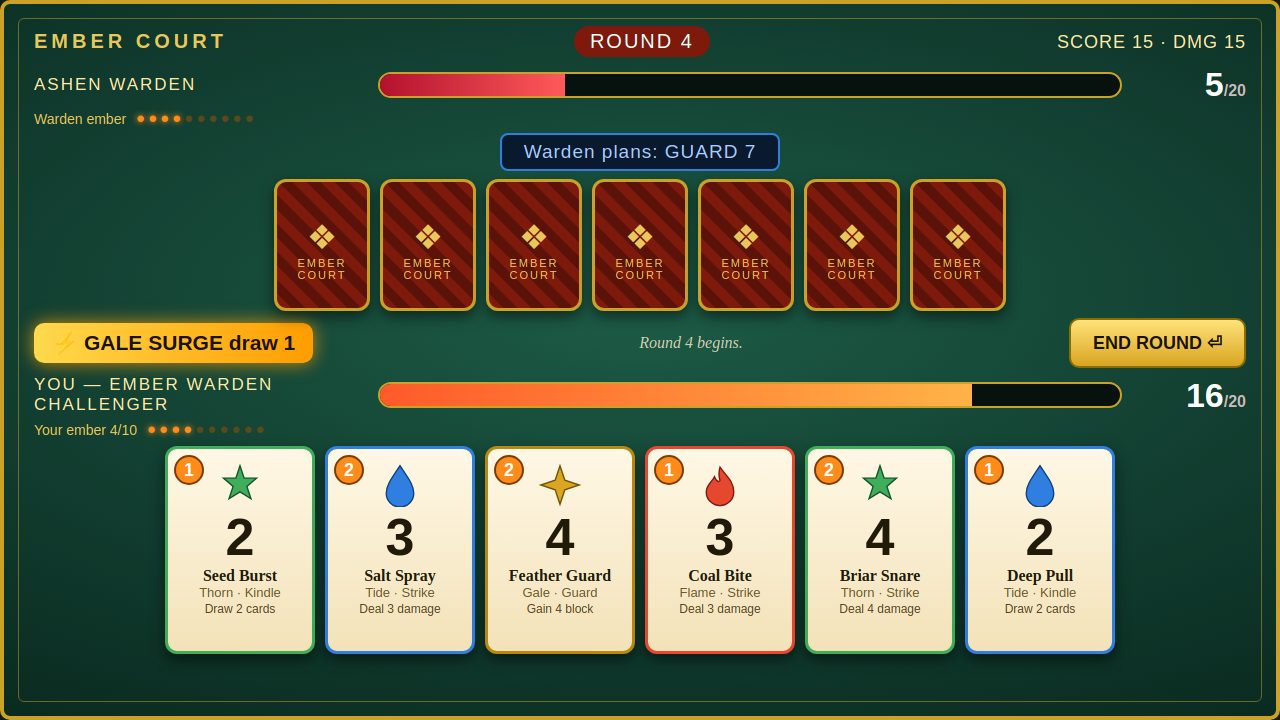 EMBER COURT
ROUND 4
SCORE 15 · DMG 15
ASHEN WARDEN
5/20
Warden ember
Warden plans: GUARD 7
EMBER COURT
EMBER COURT
EMBER COURT
EMBER COURT
EMBER COURT
EMBER COURT
EMBER COURT
⚡ GALE SURGE draw 1
Round 4 begins.
END ROUND ⏎
YOU — EMBER WARDEN
CHALLENGER
16/20
Your ember 4/10
1
2
Seed Burst
Thorn · Kindle
Draw 2 cards
2
3
Salt Spray
Tide · Strike
Deal 3 damage
2
4
Feather Guard
Gale · Guard
Gain 4 block
1
3
Coal Bite
Flame · Strike
Deal 3 damage
2
4
Briar Snare
Thorn · Strike
Deal 4 damage
1
2
Deep Pull
Tide · Kindle
Draw 2 cards